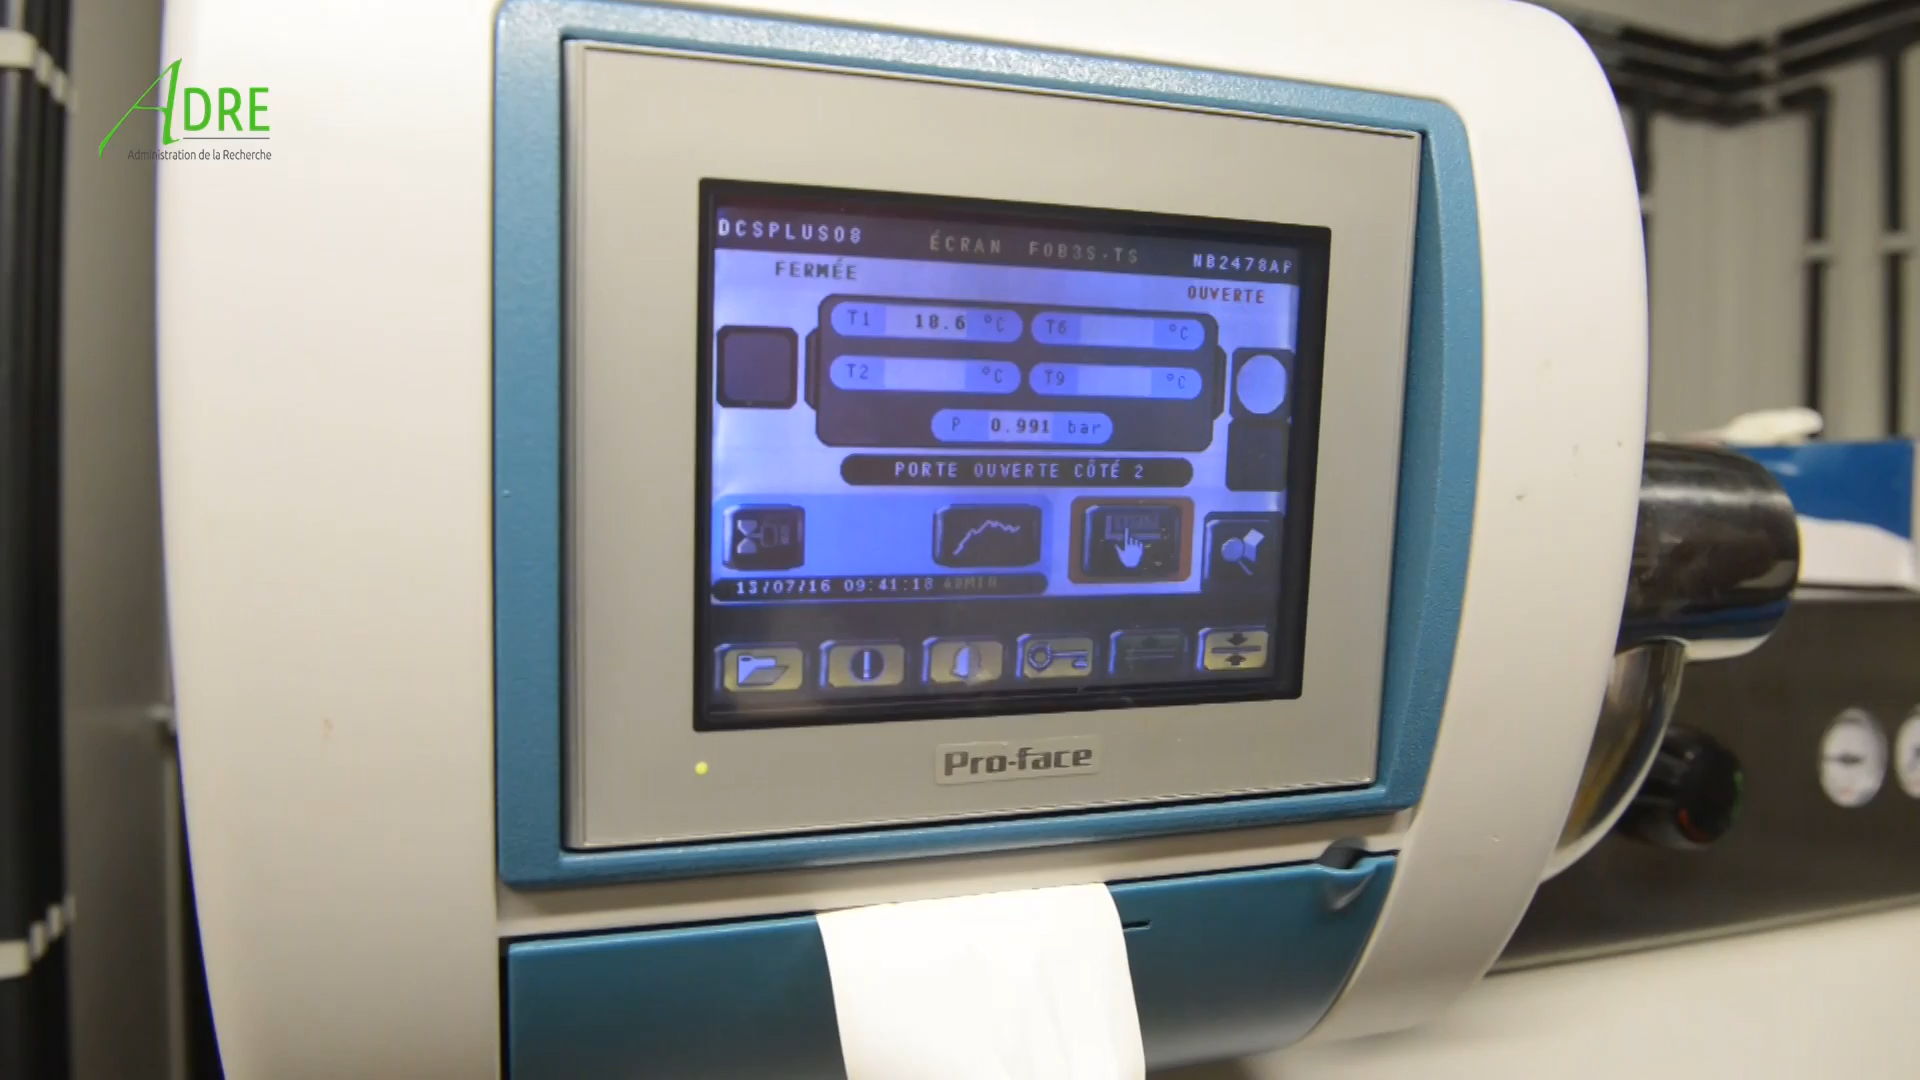 ADRE
Administration de la Recherche
DCSPLUS08
ÉCRAN F0B3S.TS
NB2478AP
FERMÉE
OUVERTE
T1 18.6 °C
T6 °C
T2 °C
T9 °C
P 0.991 bar
PORTE OUVERTE CÔTÉ 2
13/07/16 09:41:18 ADMIN
Pro-face